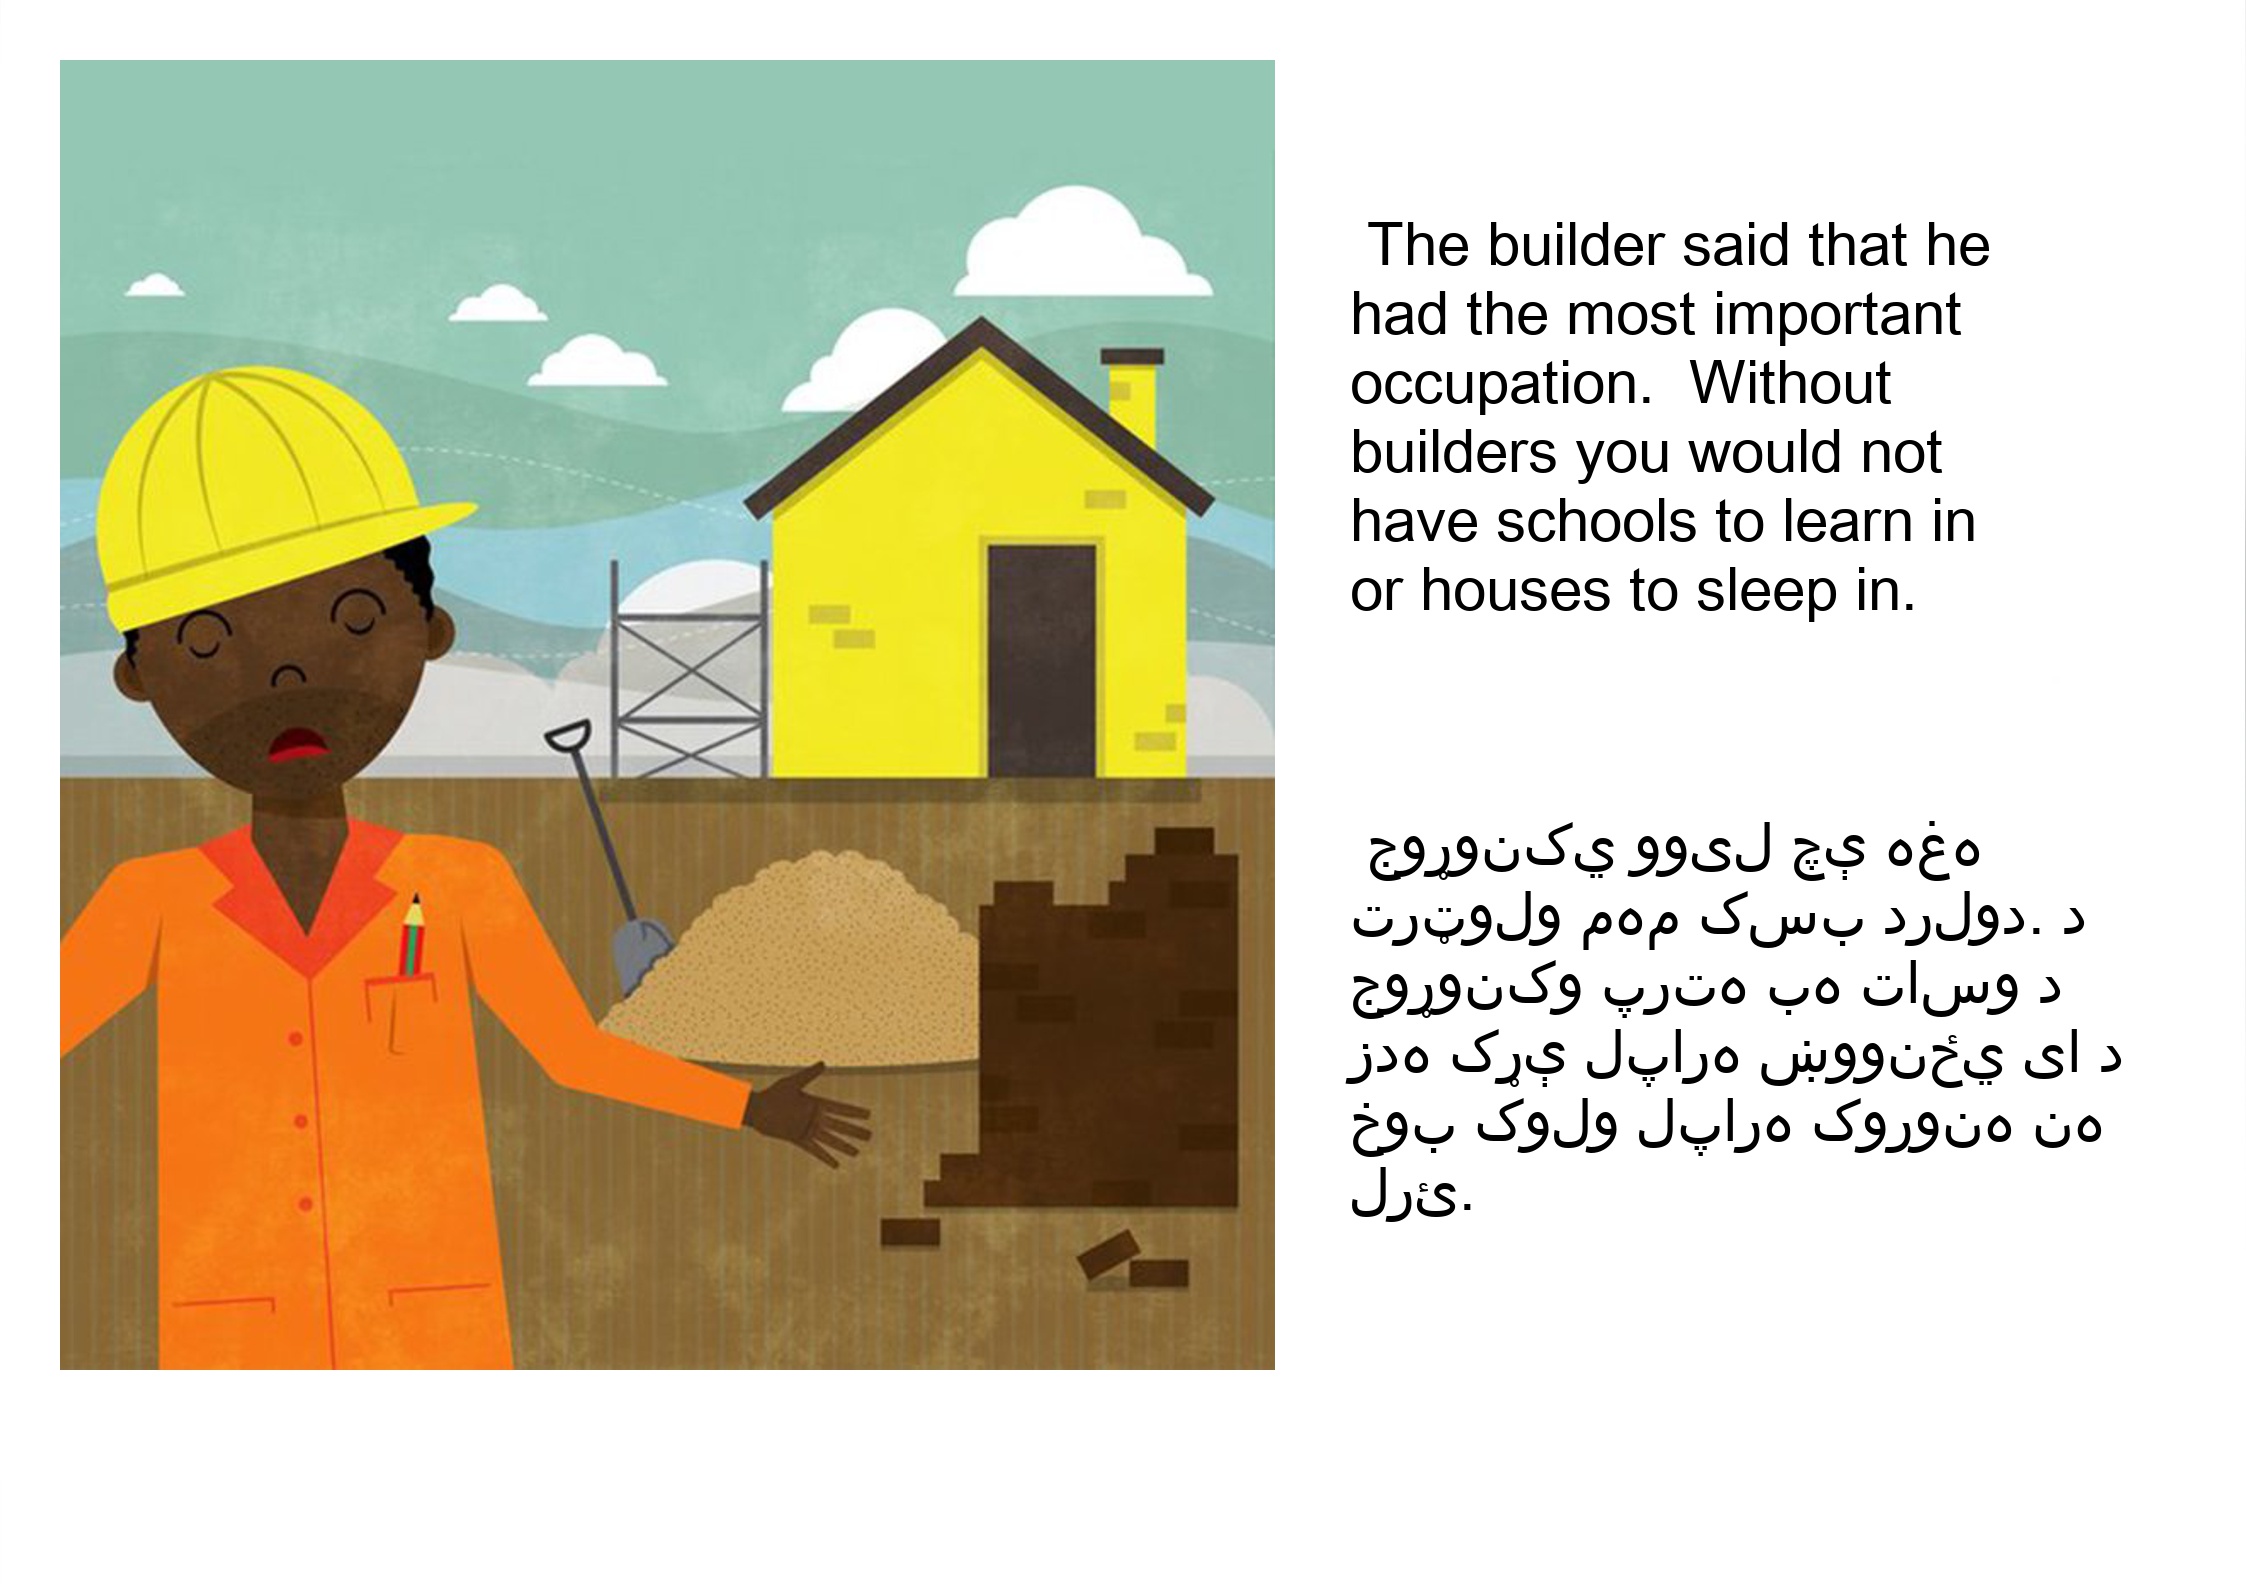 The builder said that he
had the most important
occupation.  Without
builders you would not
have schools to learn in
or houses to sleep in.
جوړونکي وویل چې هغه
ترټولو مهم کسب درلود. د
جوړونکو پرته به تاسو د
زده کړې لپاره ښوونځي یا د
خوب کولو لپاره کورونه نه
لرئ.